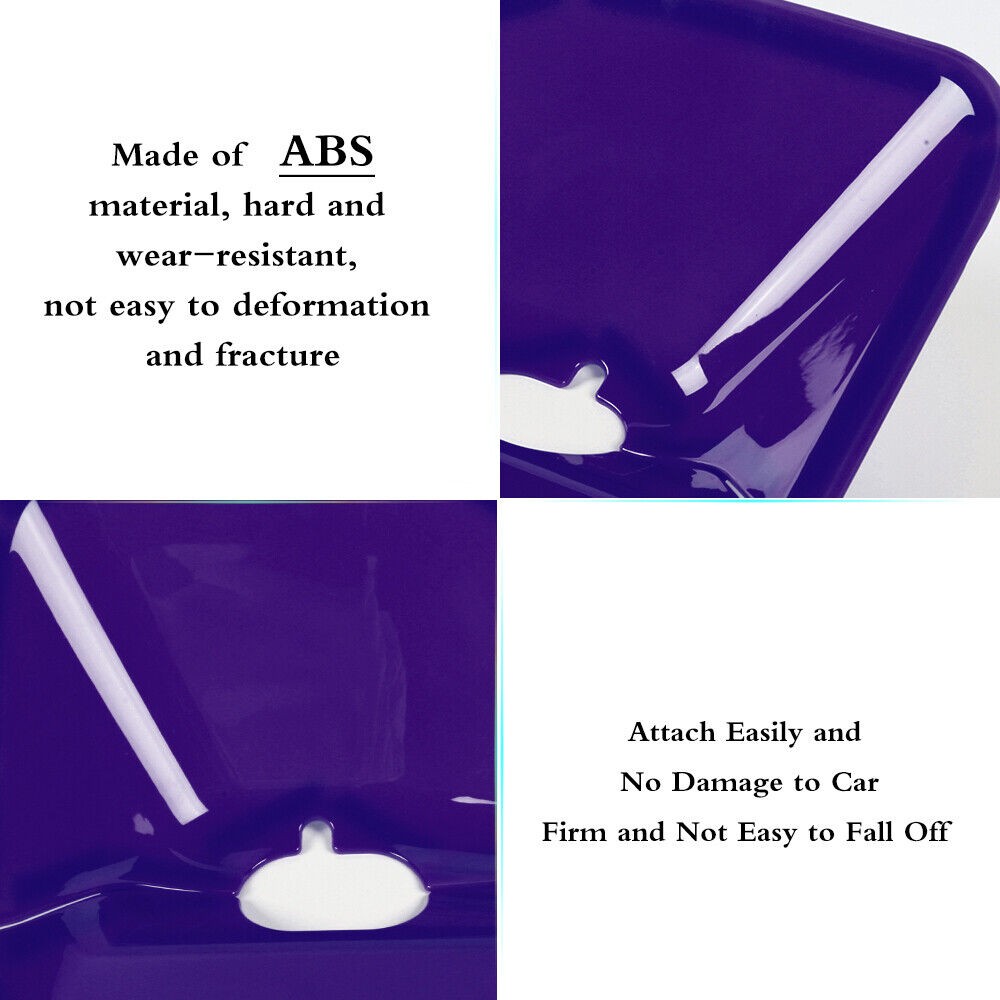 Made of ABS
material, hard and
wear-resistant,
not easy to deformation
and fracture
Attach Easily and
No Damage to Car
Firm and Not Easy to Fall Off